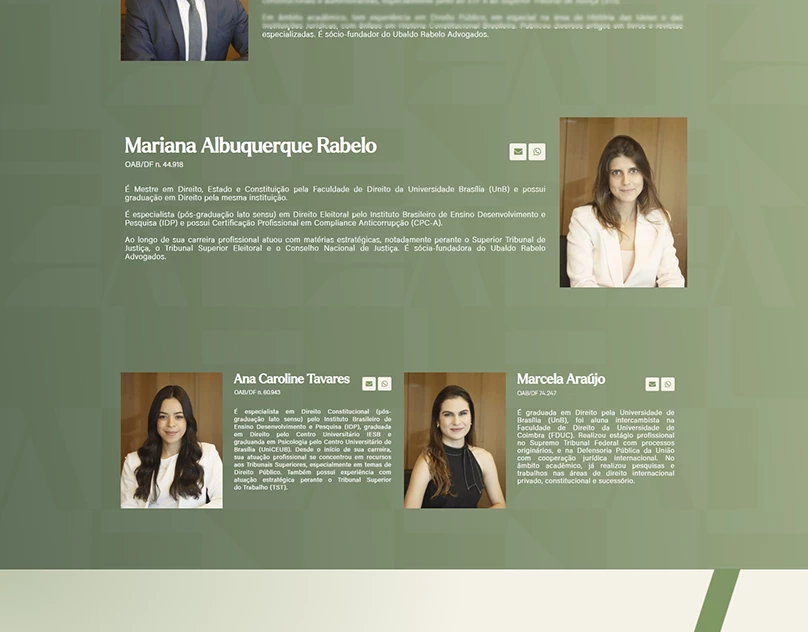 Em âmbito acadêmico, tem experiência em Direito Público, em especial na área de História das Ideias e das
Instituições Jurídicas, com ênfase em História Constitucional Brasileira. Publicou diversos artigos em livros e revistas
especializadas. É sócio-fundador do Ubaldo Rabelo Advogados.
Mariana Albuquerque Rabelo
OAB/DF n. 44.918
É Mestre em Direito, Estado e Constituição pela Faculdade de Direito da Universidade Brasília (UnB) e possui
graduação em Direito pela mesma instituição.
É especialista (pós-graduação lato sensu) em Direito Eleitoral pelo Instituto Brasileiro de Ensino Desenvolvimento e
Pesquisa (IDP) e possui Certificação Profissional em Compliance Anticorrupção (CPC-A).
Ao longo de sua carreira profissional atuou com matérias estratégicas, notadamente perante o Superior Tribunal de
Justiça, o Tribunal Superior Eleitoral e o Conselho Nacional de Justiça. É sócia-fundadora do Ubaldo Rabelo
Advogados.
Ana Caroline Tavares
OAB/DF n. 60.943
É especialista em Direito Constitucional (pós-
graduação lato sensu) pelo Instituto Brasileiro de
Ensino Desenvolvimento e Pesquisa (IDP), graduada
em Direito pelo Centro Universitário IESB e
graduanda em Psicologia pelo Centro Universitário de
Brasília (UniCEUB). Desde o início de sua carreira,
sua atuação profissional se concentrou em recursos
aos Tribunais Superiores, especialmente em temas de
Direito Público. Também possui experiência com
atuação estratégica perante o Tribunal Superior
do Trabalho (TST).
Marcela Araújo
OAB/DF 74.247
É graduada em Direito pela Universidade de
Brasília (UnB), foi aluna intercambista na
Faculdade de Direito da Universidade de
Coimbra (FDUC). Realizou estágio profissional
no Supremo Tribunal Federal com processos
originários, e na Defensoria Pública da União
com cooperação jurídica internacional. No
âmbito acadêmico, já realizou pesquisas e
trabalhos nas áreas de direito internacional
privado, constitucional e sucessório.